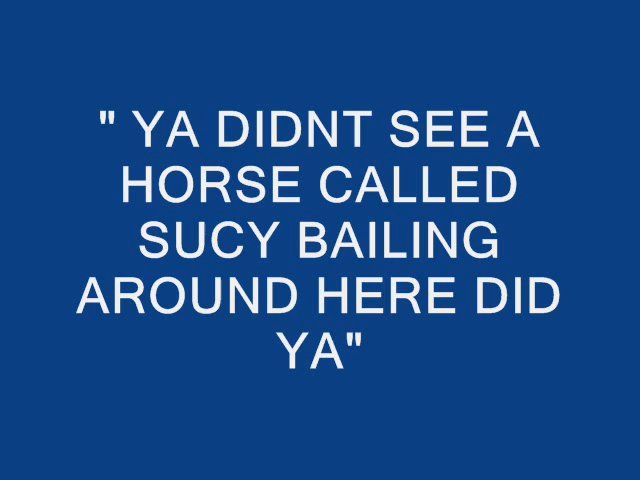 " YA DIDNT SEE A
HORSE CALLED
SUCY BAILING
AROUND HERE DID
YA"